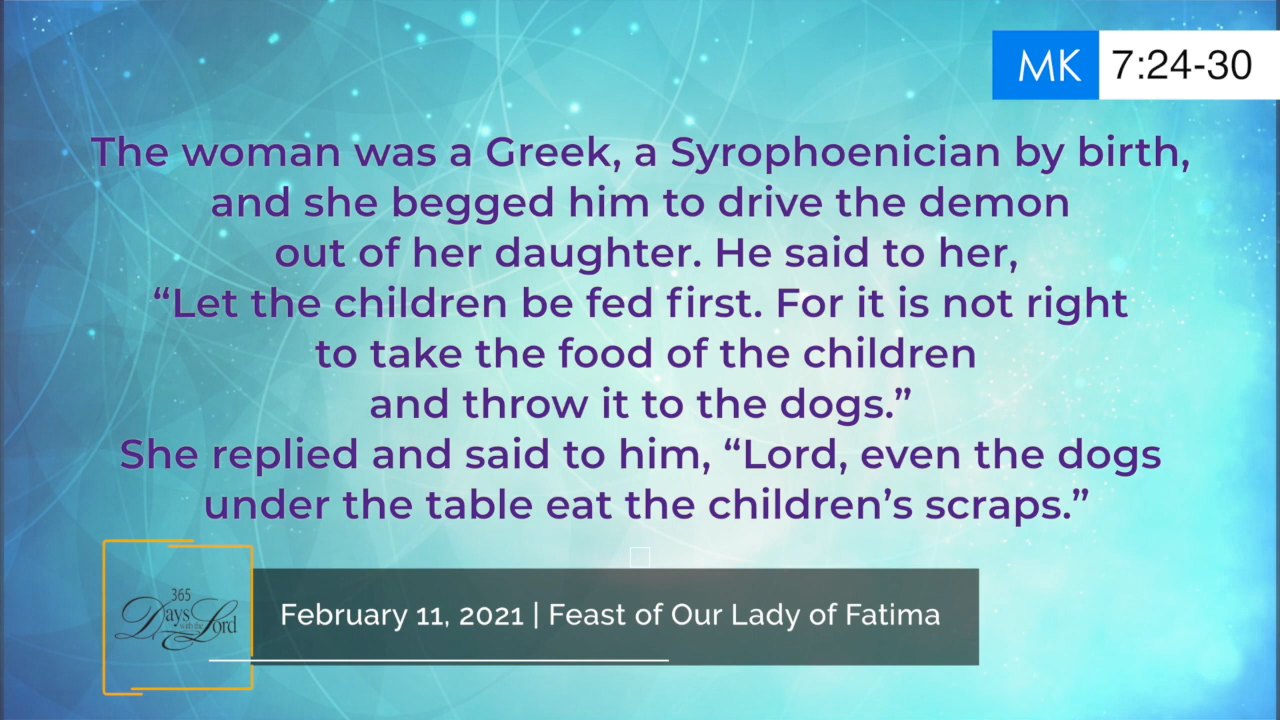 MK 7:24-30
The woman was a Greek, a Syrophoenician by birth,
and she begged him to drive the demon
out of her daughter. He said to her,
“Let the children be fed first. For it is not right
to take the food of the children
and throw it to the dogs.”
She replied and said to him, “Lord, even the dogs
under the table eat the children’s scraps.”
365
Days with the Lord
February 11, 2021 | Feast of Our Lady of Fatima